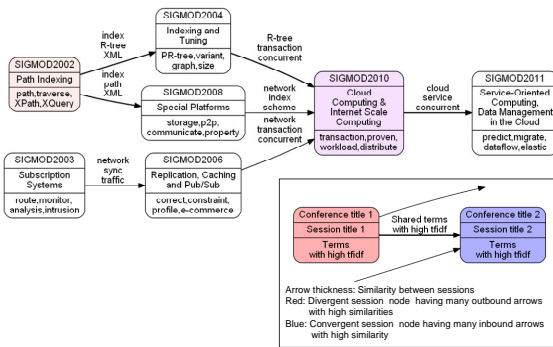 SIGMOD2002
Path Indexing
path,traverse,
XPath,XQuery
index
R-tree
XML
index
path
XML
SIGMOD2004
Indexing and
Tuning
PR-tree,variant,
graph,size
SIGMOD2008
Special Platforms
storage,p2p,
communicate,property
SIGMOD2003
Subscription
Systems
route,monitor,
analysis,intrusion
network
sync
traffic
SIGMOD2006
Replication, Caching
and Pub/Sub
correct,constraint,
profile,e-commerce
R-tree
transaction
concurrent
network
index
scheme
network
transaction
concurrent
SIGMOD2010
Cloud
Computing &
Internet Scale
Computing
transaction,proven,
workload,distribute
cloud
service
concurrent
SIGMOD2011
Service-Oriented
Computing,
Data Management
in the Cloud
predict,migrate,
dataflow,elastic
Conference title 1
Session title 1
Terms
with high tfidf
Shared terms
with high tfidf
Conference title 2
Session title 2
Terms
with high tfidf
Arrow thickness: Similarity between sessions
Red: Divergent session node having many outbound arrows
with high similarities
Blue: Convergent session node having many inbound arrows
with high similarity